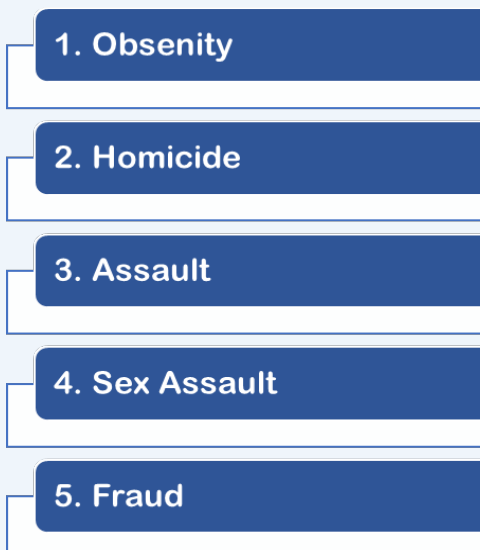 1. Obsenity
2. Homicide
3. Assault
4. Sex Assault
5. Fraud